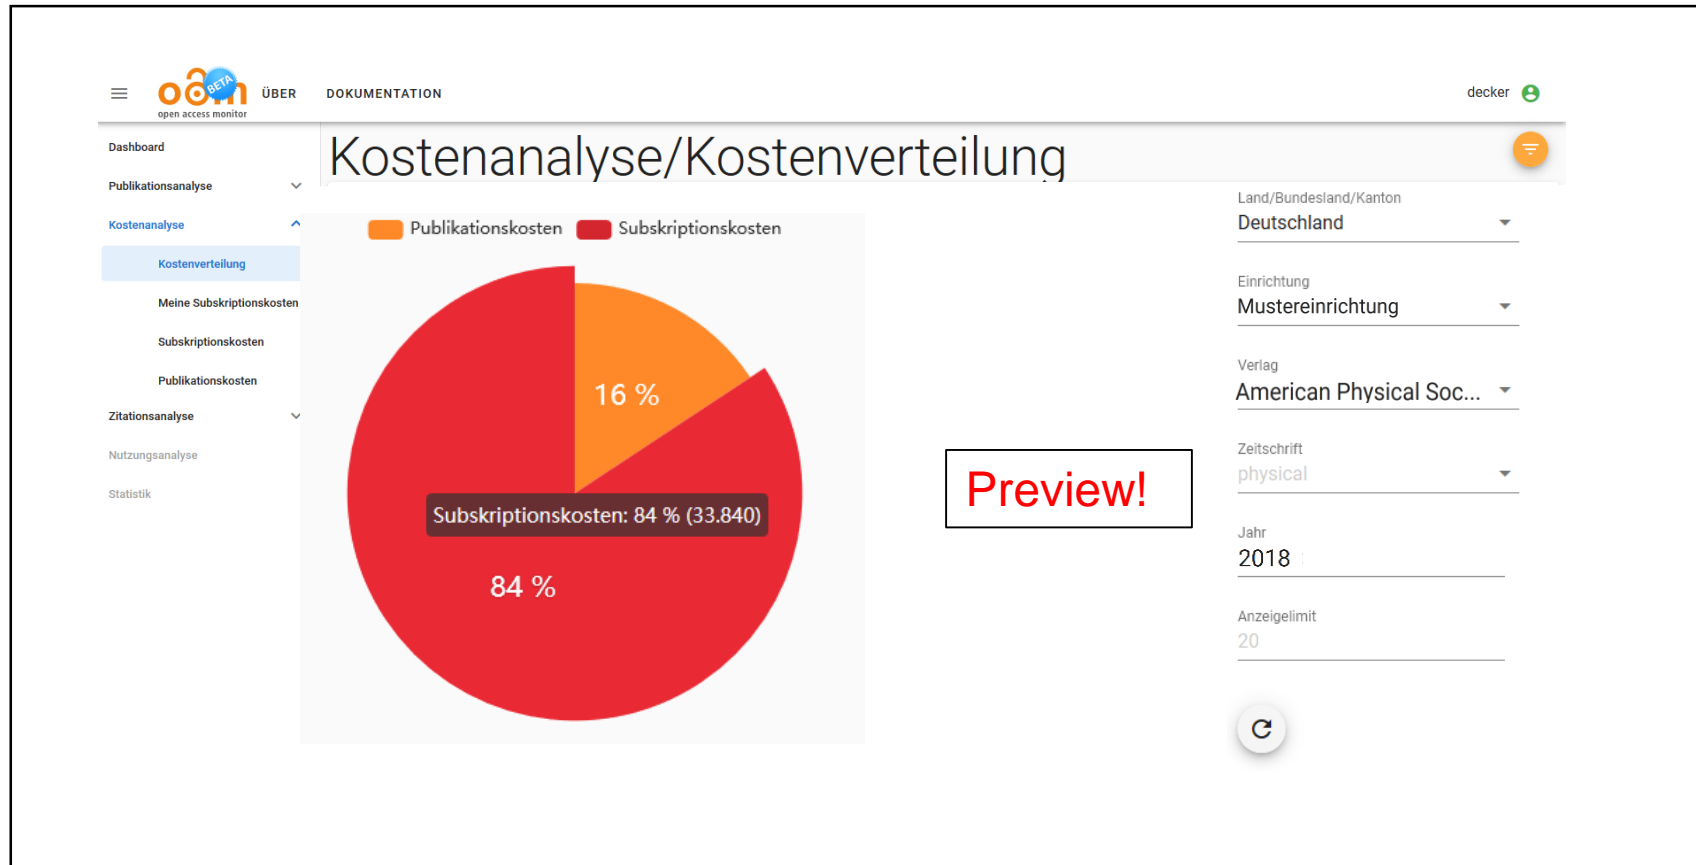 oam
BETA
open access monitor
ÜBER
DOKUMENTATION
decker
Dashboard
Publikationsanalyse
Kostenanalyse
Kostenverteilung
Meine Subskriptionskosten
Subskriptionskosten
Publikationskosten
Zitationsanalyse
Nutzungsanalyse
Statistik
Kostenanalyse/Kostenverteilung
Publikationskosten
Subskriptionskosten
16 %
Subskriptionskosten: 84 % (33.840)
84 %
Preview!
Land/Bundesland/Kanton
Deutschland
Einrichtung
Mustereinrichtung
Verlag
American Physical Soc...
Zeitschrift
physical
Jahr
2018
Anzeigelimit
20